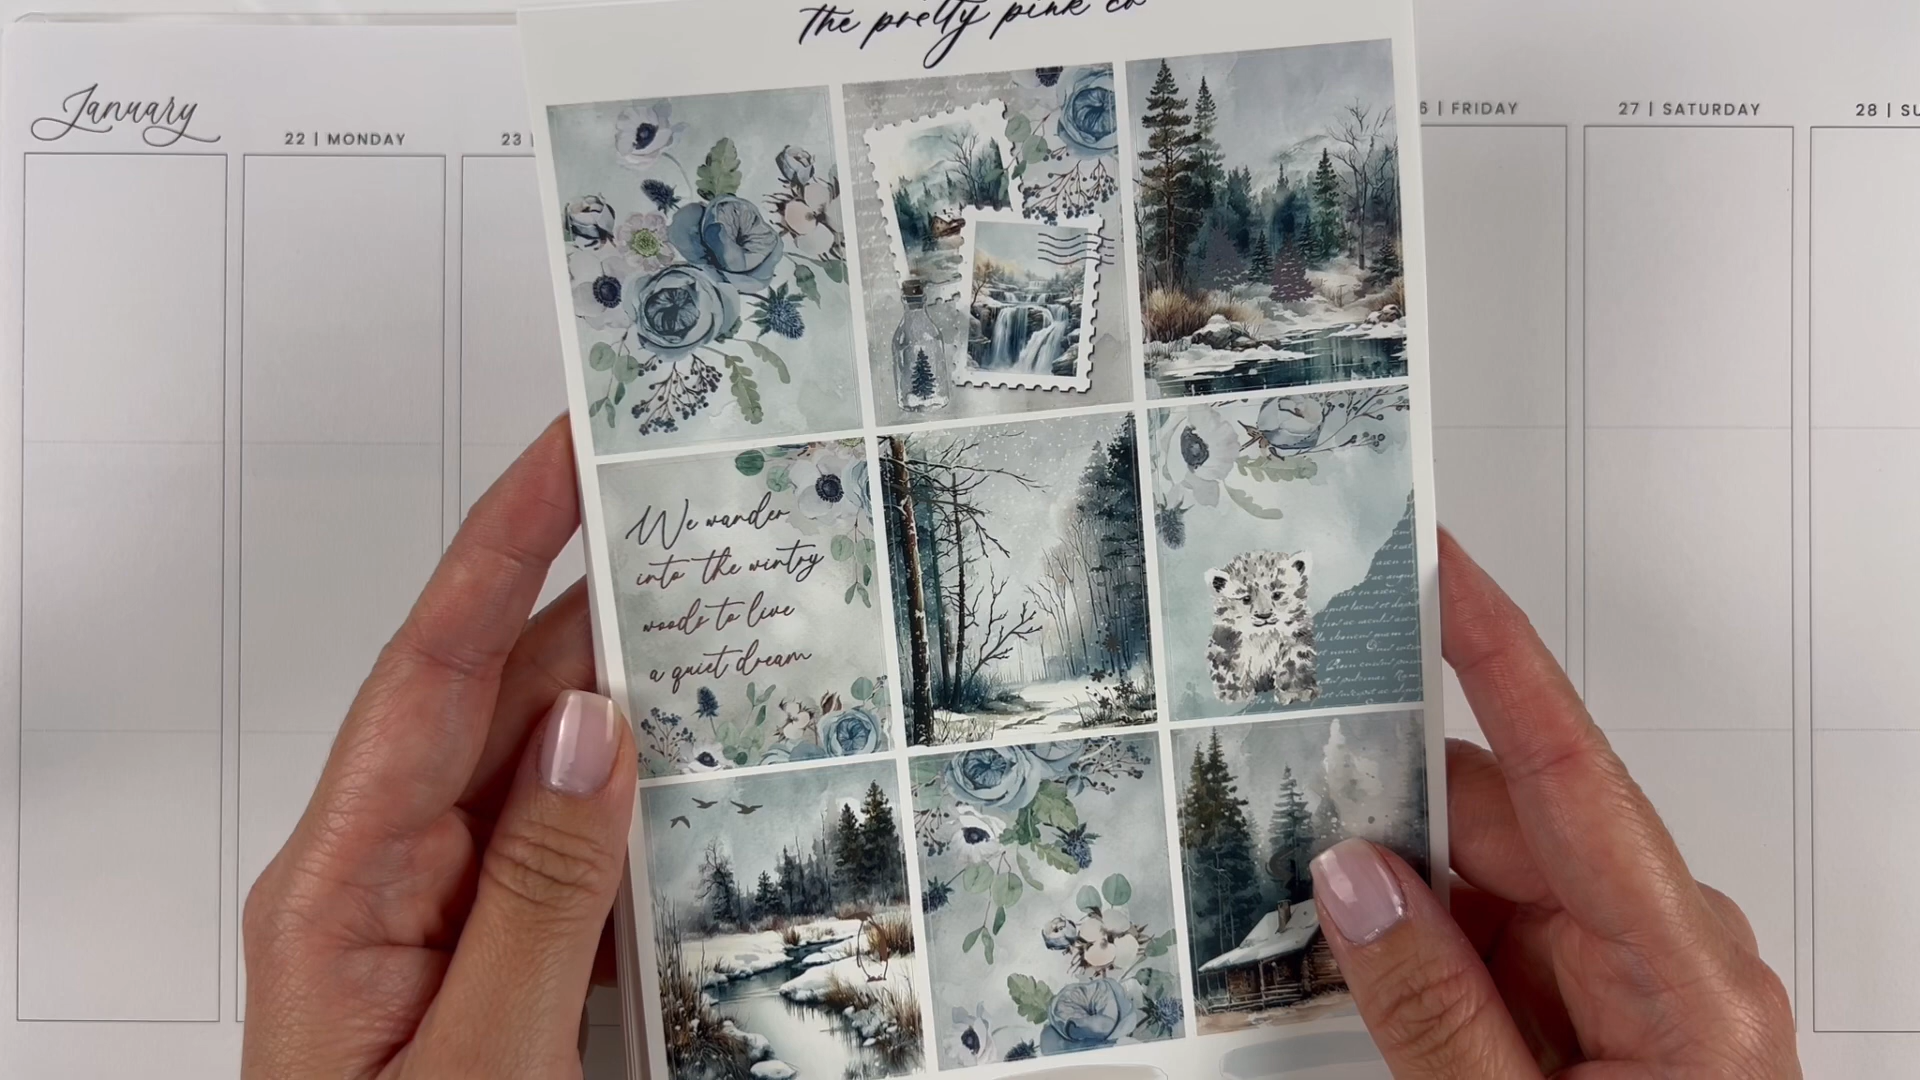 the pretty pink co
January
22 | MONDAY
23 |
6 | FRIDAY
27 | SATURDAY
28 | SU
We wander
into the wintry
woods to live
a quiet dream